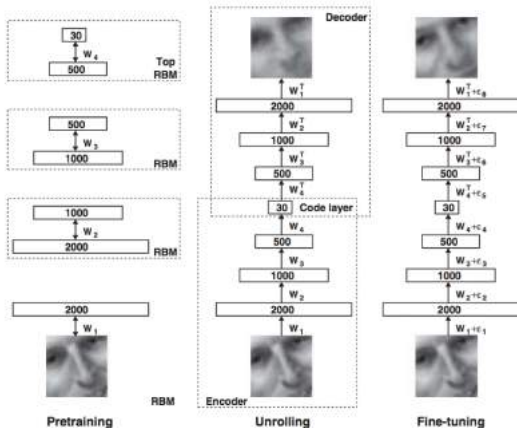 30
W₄
500
Top
RBM
500
W₃
1000
RBM
1000
W₂
2000
RBM
2000
W₁
RBM
Pretraining
Decoder
W₁ᵀ
2000
W₂ᵀ
1000
W₃ᵀ
500
W₄ᵀ
30 Code layer
W₄
500
W₃
1000
W₂
2000
W₁
Encoder
Unrolling
W₁ᵀ+ε₈
2000
W₂ᵀ+ε₇
1000
W₃ᵀ+ε₆
500
W₄ᵀ+ε₅
30
W₄+ε₄
500
W₃+ε₃
1000
W₂+ε₂
2000
W₁+ε₁
Fine-tuning